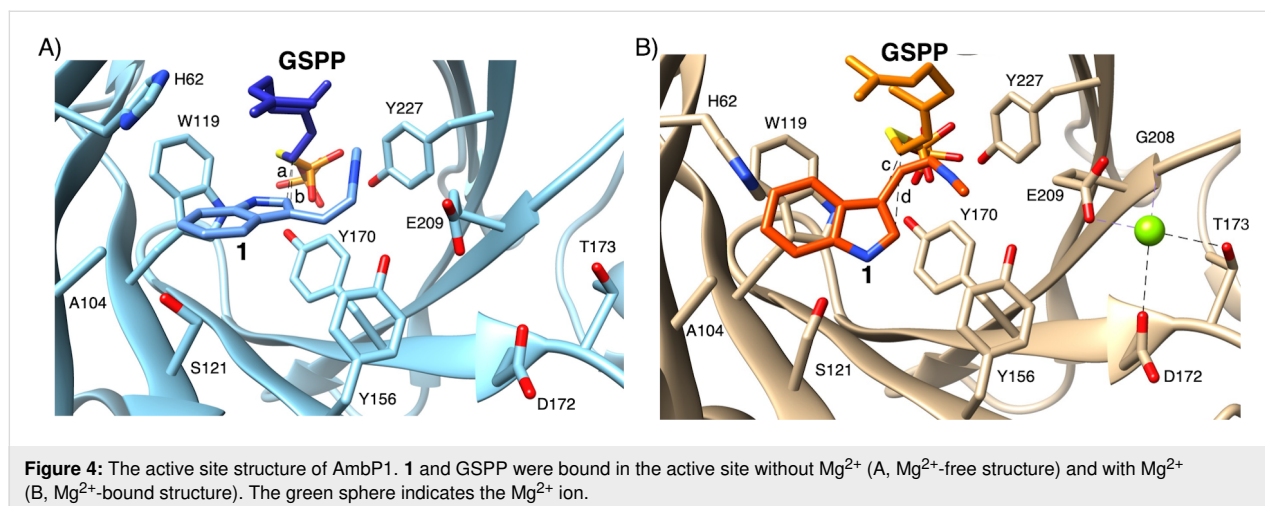 A)
GSPP
H62
W119
Y227
a
b
E209
1
Y170
T173
A104
S121
Y156
D172
B)
GSPP
H62
W119
Y227
G208
c
d
E209
Y170
T173
1
A104
S121
Y156
D172
Figure 4: The active site structure of AmbP1. 1 and GSPP were bound in the active site without Mg²⁺ (A, Mg²⁺-free structure) and with Mg²⁺
(B, Mg²⁺-bound structure). The green sphere indicates the Mg²⁺ ion.